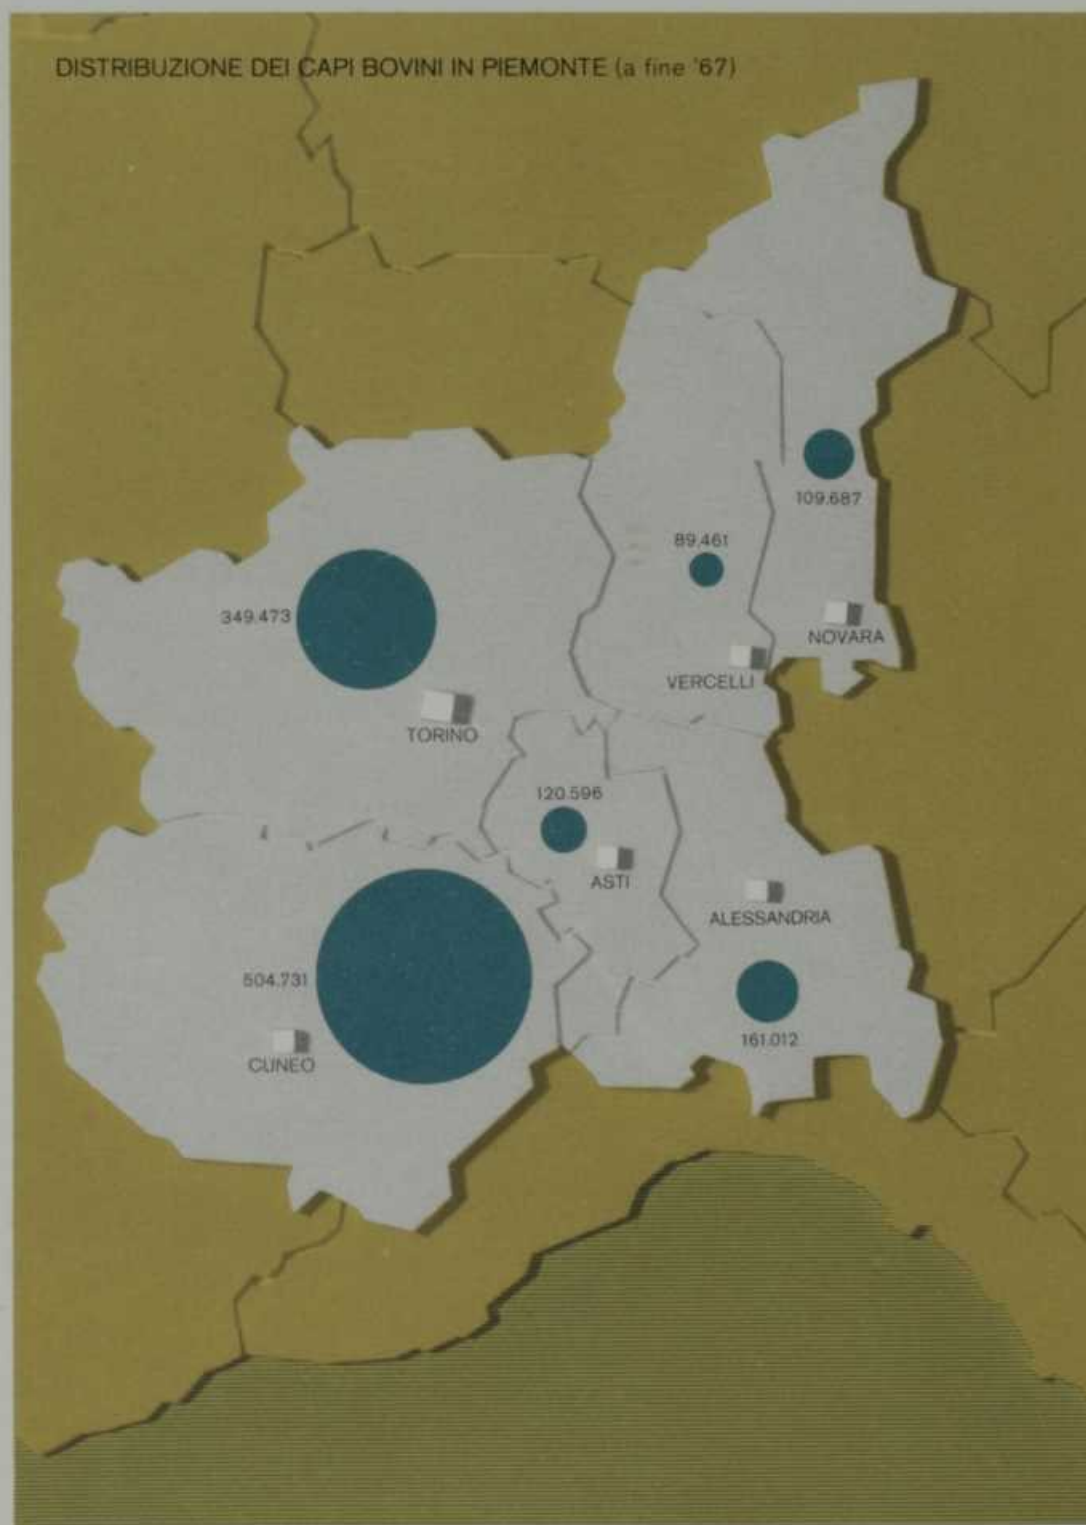 DISTRIBUZIONE DEI CAPI BOVINI IN PIEMONTE (a fine '67)
109.687
89.461
349.473
NOVARA
VERCELLI
TORINO
120.596
ASTI
ALESSANDRIA
504.731
161.012
CUNEO